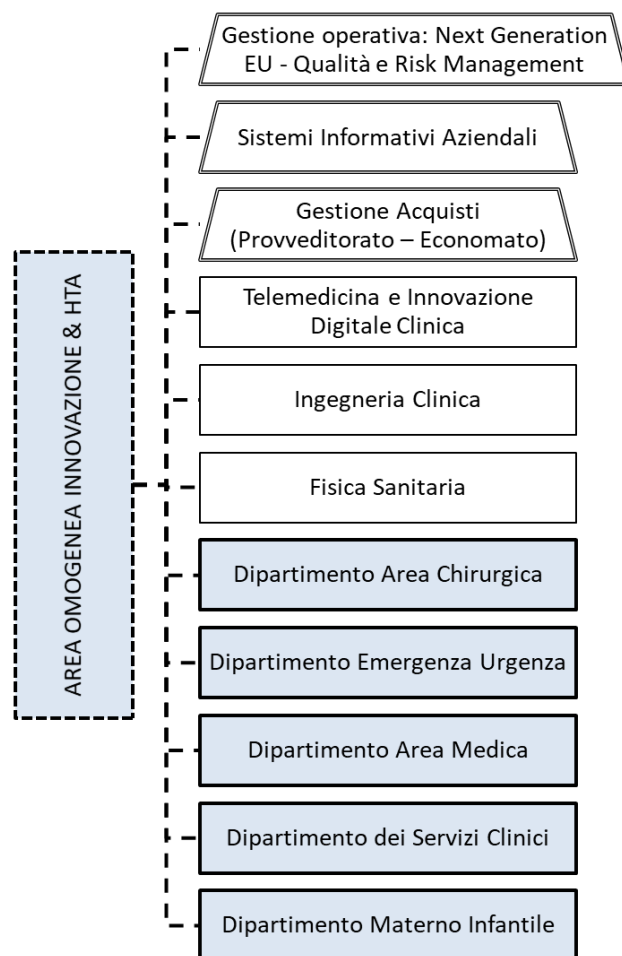 Gestione operativa: Next Generation
EU - Qualità e Risk Management
Sistemi Informativi Aziendali
Gestione Acquisti
(Provveditorato – Economato)
AREA OMOGENEA INNOVAZIONE & HTA
Telemedicina e Innovazione
Digitale Clinica
Ingegneria Clinica
Fisica Sanitaria
Dipartimento Area Chirurgica
Dipartimento Emergenza Urgenza
Dipartimento Area Medica
Dipartimento dei Servizi Clinici
Dipartimento Materno Infantile